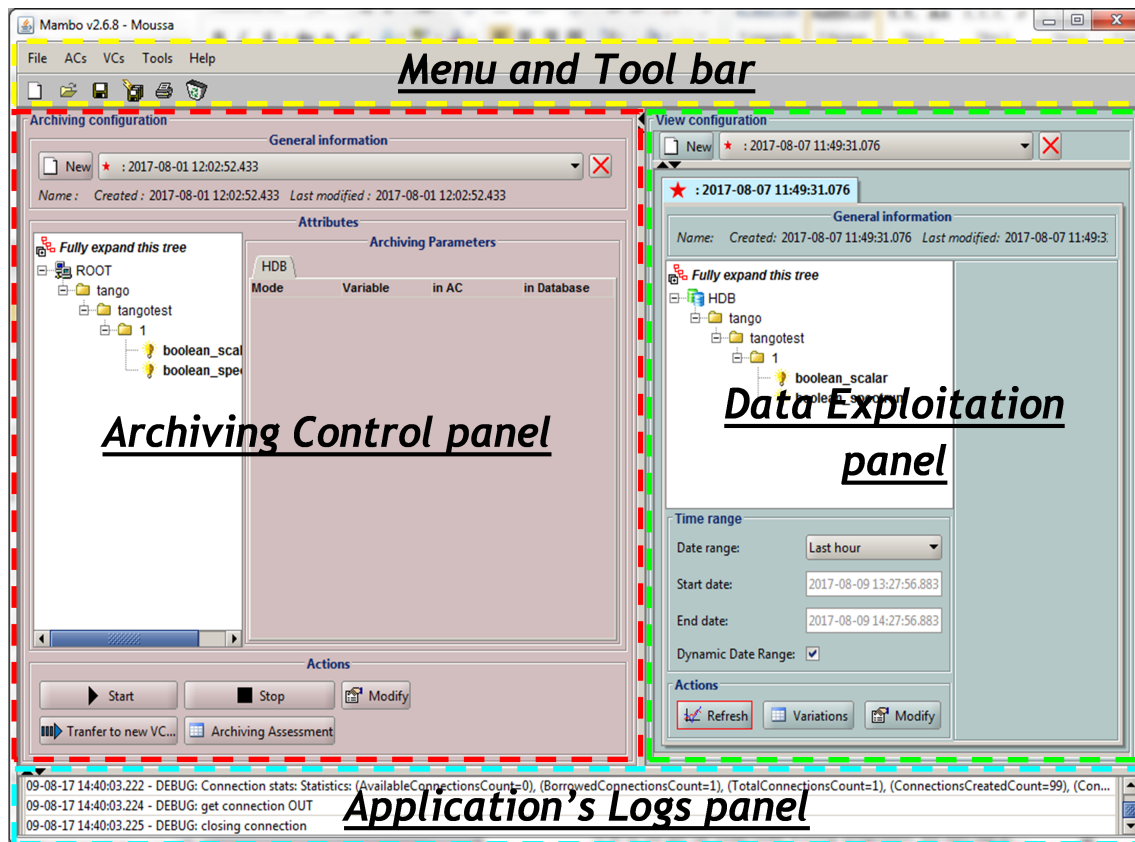 Mambo v2.6.8 - Moussa
File ACs VCs Tools Help
Menu and Tool bar
Archiving configuration
General information
New : 2017-08-01 12:02:52.433
Name : Created : 2017-08-01 12:02:52.433 Last modified : 2017-08-01 12:02:52.433
Attributes
Fully expand this tree
ROOT
tango
tangotest
1
boolean_scal
boolean_spe
Archiving Parameters
HDB
Mode Variable in AC in Database
Archiving Control panel
Actions
Start Stop Modify
Tranfer to new VC... Archiving Assessment
View configuration
New : 2017-08-07 11:49:31.076
: 2017-08-07 11:49:31.076
General information
Name: Created: 2017-08-07 11:49:31.076 Last modified: 2017-08-07 11:49:3
Fully expand this tree
HDB
tango
tangotest
1
boolean_scalar
boolean_spectrum
Data Exploitation
panel
Time range
Date range: Last hour
Start date: 2017-08-09 13:27:56.883
End date: 2017-08-09 14:27:56.883
Dynamic Date Range:
Actions
Refresh Variations Modify
09-08-17 14:40:03.222 - DEBUG: Connection stats: Statistics: (AvailableConnectionsCount=0), (BorrowedConnectionsCount=1), (TotalConnectionsCount=1), (ConnectionsCreatedCount=99), (Con...
09-08-17 14:40:03.224 - DEBUG: get connection OUT
09-08-17 14:40:03.225 - DEBUG: closing connection
Application's Logs panel